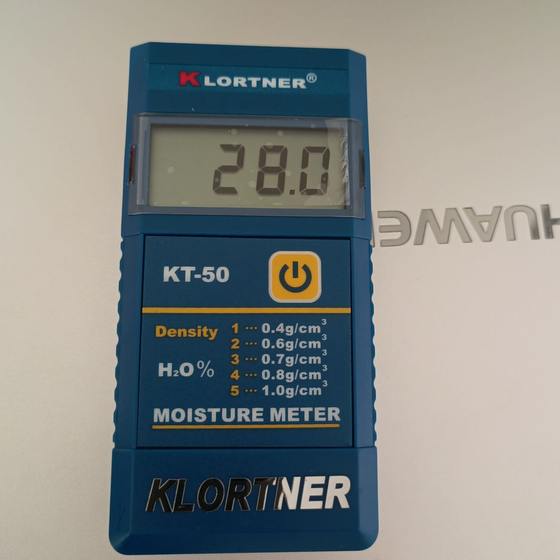 KLORTNER®
28.0
HUAWEI
KT-50
Density 1 ··· 0.4g/cm³
2 ··· 0.6g/cm³
3 ··· 0.7g/cm³
H₂O% 4 ··· 0.8g/cm³
5 ··· 1.0g/cm³
MOISTURE METER
KLORTNER